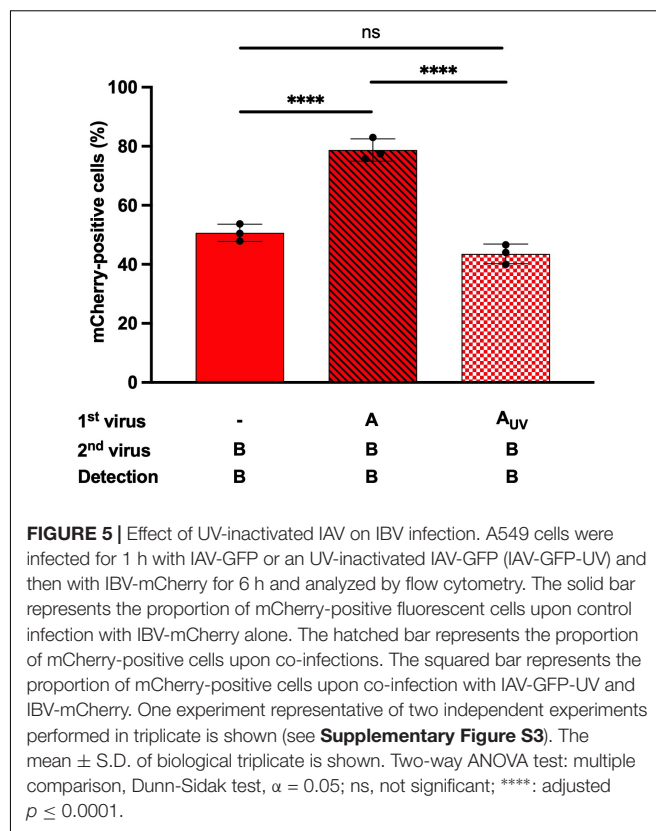 ns
**** ****
100
80
60
40
20
0
mCherry-positive cells (%)
1st virus - A AUV
2nd virus B B B
Detection B B B
FIGURE 5 | Effect of UV-inactivated IAV on IBV infection. A549 cells were
infected for 1 h with IAV-GFP or an UV-inactivated IAV-GFP (IAV-GFP-UV) and
then with IBV-mCherry for 6 h and analyzed by flow cytometry. The solid bar
represents the proportion of mCherry-positive fluorescent cells upon control
infection with IBV-mCherry alone. The hatched bar represents the proportion
of mCherry-positive cells upon co-infections. The squared bar represents the
proportion of mCherry-positive cells upon co-infection with IAV-GFP-UV and
IBV-mCherry. One experiment representative of two independent experiments
performed in triplicate is shown (see Supplementary Figure S3). The
mean ± S.D. of biological triplicate is shown. Two-way ANOVA test: multiple
comparison, Dunn-Sidak test, α = 0.05; ns, not significant; ****: adjusted
p ≤ 0.0001.